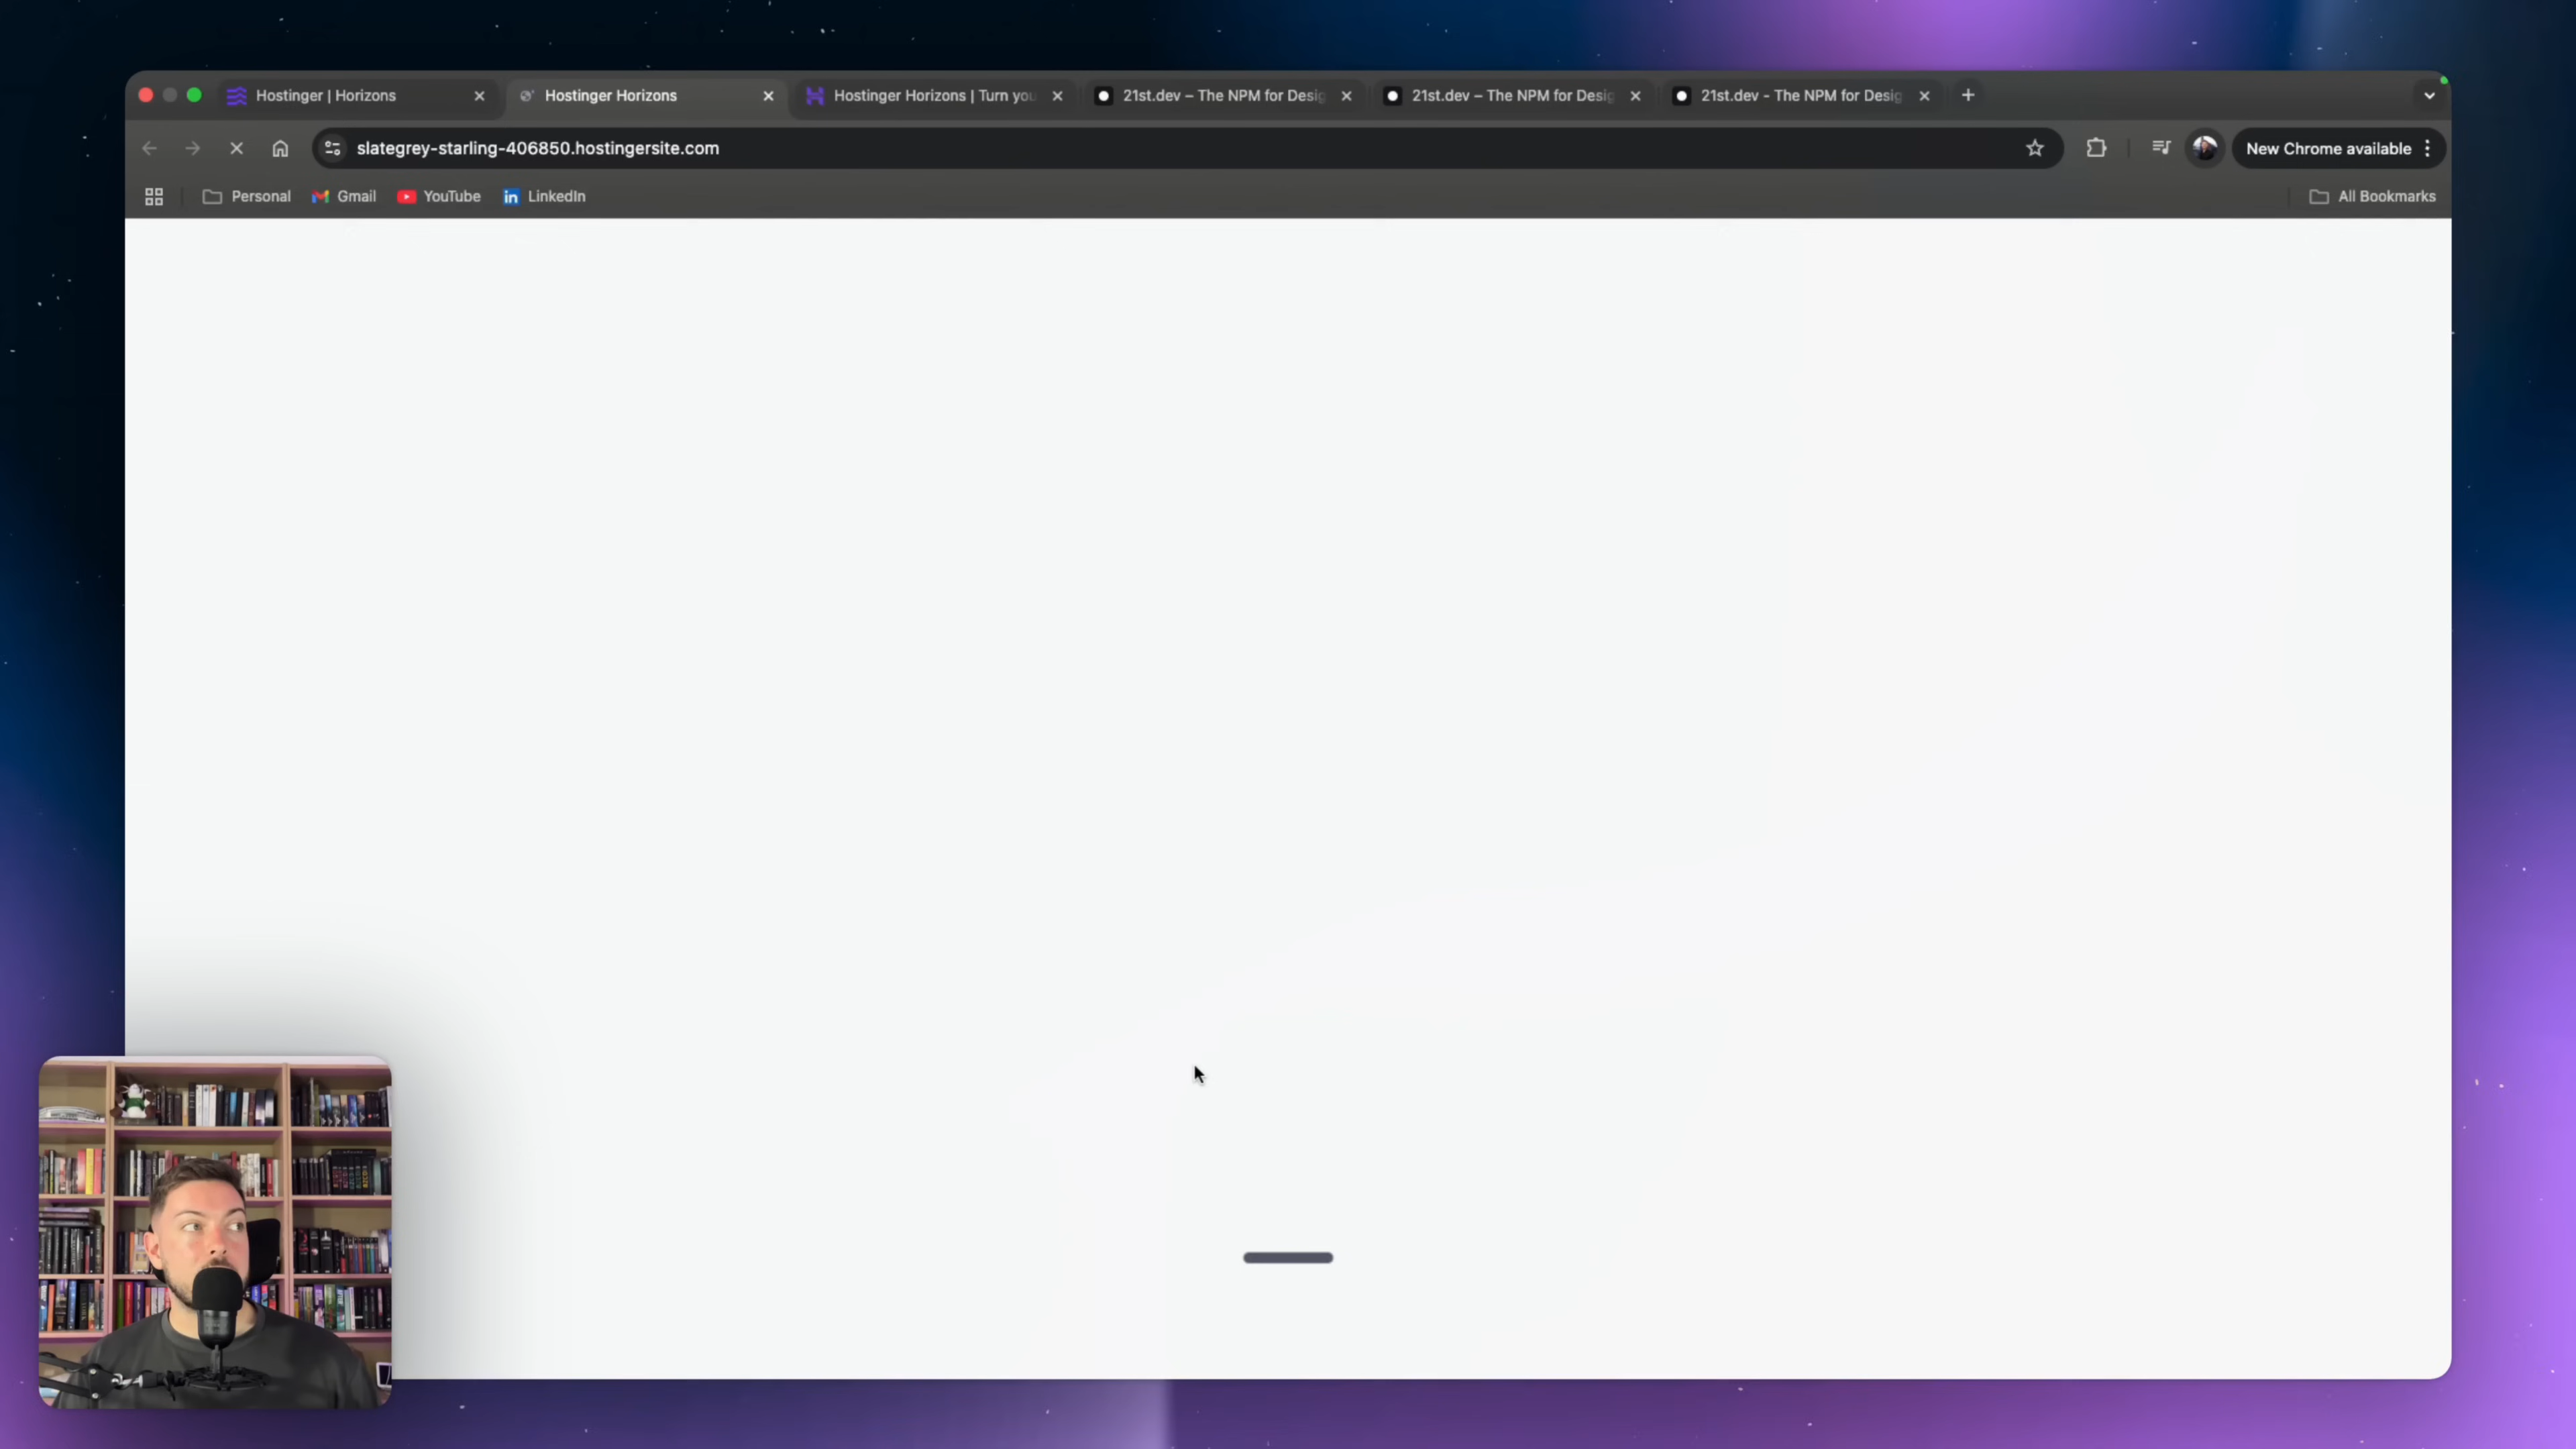 Hostinger | Horizons
Hostinger Horizons
Hostinger Horizons | Turn you
21st.dev – The NPM for Desig
21st.dev – The NPM for Desig
21st.dev - The NPM for Desig
slategrey-starling-406850.hostingersite.com
New Chrome available
Personal
Gmail
YouTube
LinkedIn
All Bookmarks